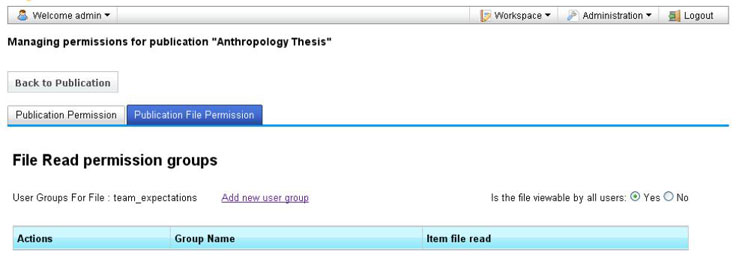 Welcome admin Workspace Administration Logout
Managing permissions for publication "Anthropology Thesis"
Back to Publication
Publication Permission Publication File Permission
File Read permission groups
User Groups For File : team_expectations Add new user group Is the file viewable by all users: Yes No
Actions Group Name Item file read